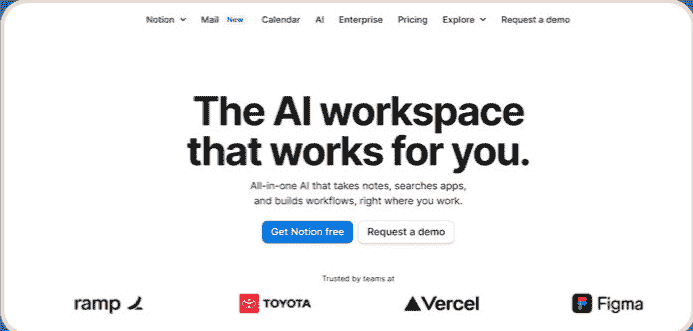 Notion Mail New Calendar AI Enterprise Pricing Explore Request a demo
The AI workspace
that works for you.
All-in-one AI that takes notes, searches apps,
and builds workflows, right where you work.
Get Notion free Request a demo
Trusted by teams at
ramp TOYOTA Vercel Figma